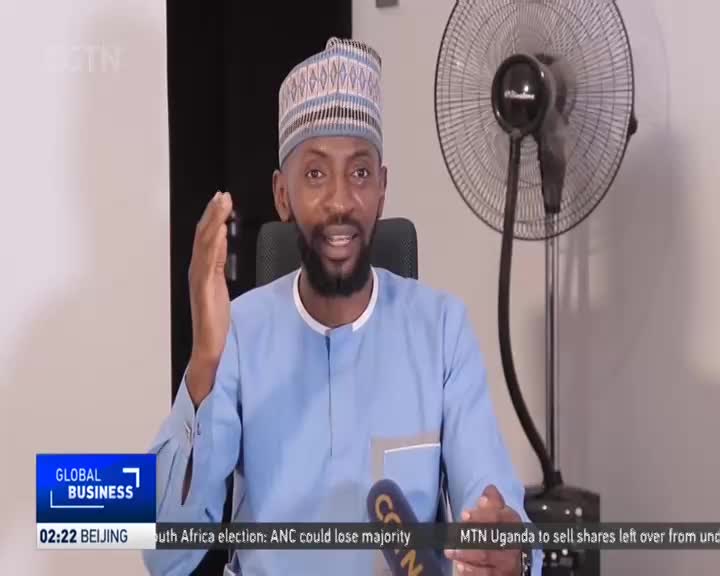 CGTN
GLOBAL
BUSINESS
02:22 BEIJING
outh Africa election: ANC could lose majority
MTN Uganda to sell shares left over from und